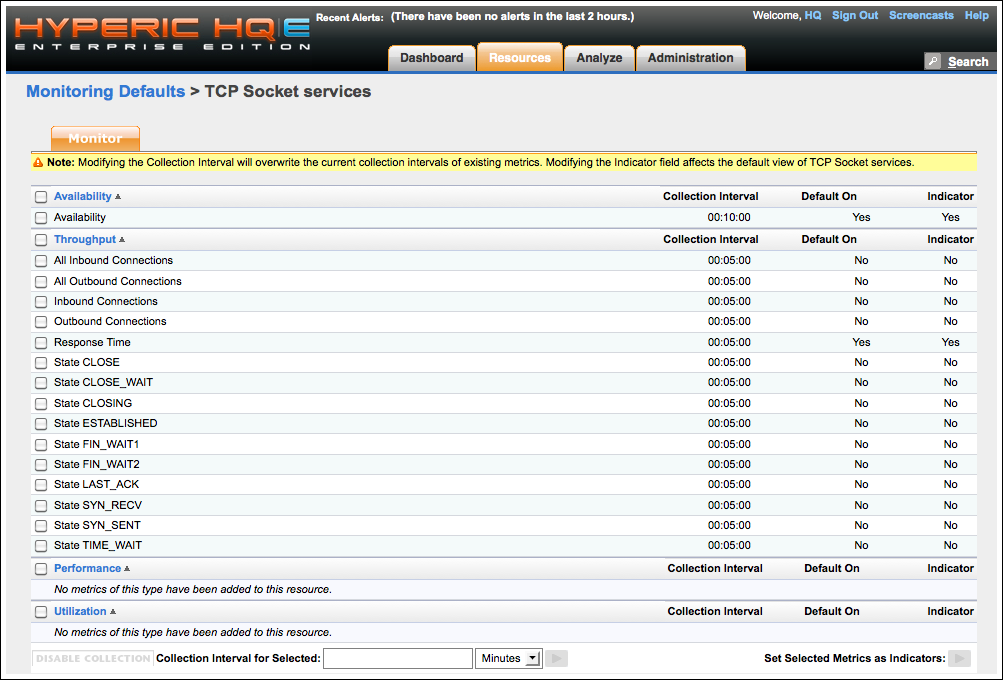 HYPERIC HQ|E
ENTERPRISE EDITION
Recent Alerts: (There have been no alerts in the last 2 hours.)
Welcome, HQ Sign Out Screencasts Help
Dashboard Resources Analyze Administration
Search
Monitoring Defaults > TCP Socket services
Monitor
Note: Modifying the Collection Interval will overwrite the current collection intervals of existing metrics. Modifying the Indicator field affects the default view of TCP Socket services.
Availability Collection Interval Default On Indicator
Availability 00:10:00 Yes Yes
Throughput Collection Interval Default On Indicator
All Inbound Connections 00:05:00 No No
All Outbound Connections 00:05:00 No No
Inbound Connections 00:05:00 No No
Outbound Connections 00:05:00 No No
Response Time 00:05:00 Yes Yes
State CLOSE 00:05:00 No No
State CLOSE_WAIT 00:05:00 No No
State CLOSING 00:05:00 No No
State ESTABLISHED 00:05:00 No No
State FIN_WAIT1 00:05:00 No No
State FIN_WAIT2 00:05:00 No No
State LAST_ACK 00:05:00 No No
State SYN_RECV 00:05:00 No No
State SYN_SENT 00:05:00 No No
State TIME_WAIT 00:05:00 No No
Performance Collection Interval Default On Indicator
No metrics of this type have been added to this resource.
Utilization Collection Interval Default On Indicator
No metrics of this type have been added to this resource.
DISABLE COLLECTION Collection Interval for Selected: Minutes Set Selected Metrics as Indicators: